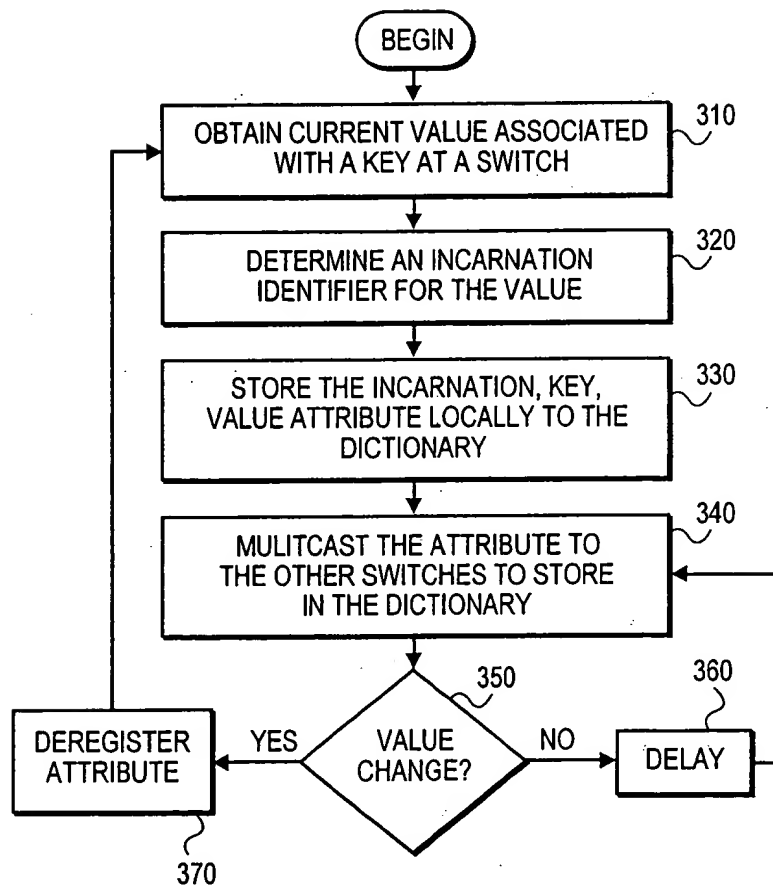 BEGIN
310
OBTAIN CURRENT VALUE ASSOCIATED
WITH A KEY AT A SWITCH
320
DETERMINE AN INCARNATION
IDENTIFIER FOR THE VALUE
330
STORE THE INCARNATION, KEY,
VALUE ATTRIBUTE LOCALLY TO THE
DICTIONARY
340
MULITCAST THE ATTRIBUTE TO
THE OTHER SWITCHES TO STORE
IN THE DICTIONARY
350
VALUE
CHANGE?
YES
NO
360
DELAY
DEREGISTER
ATTRIBUTE
370